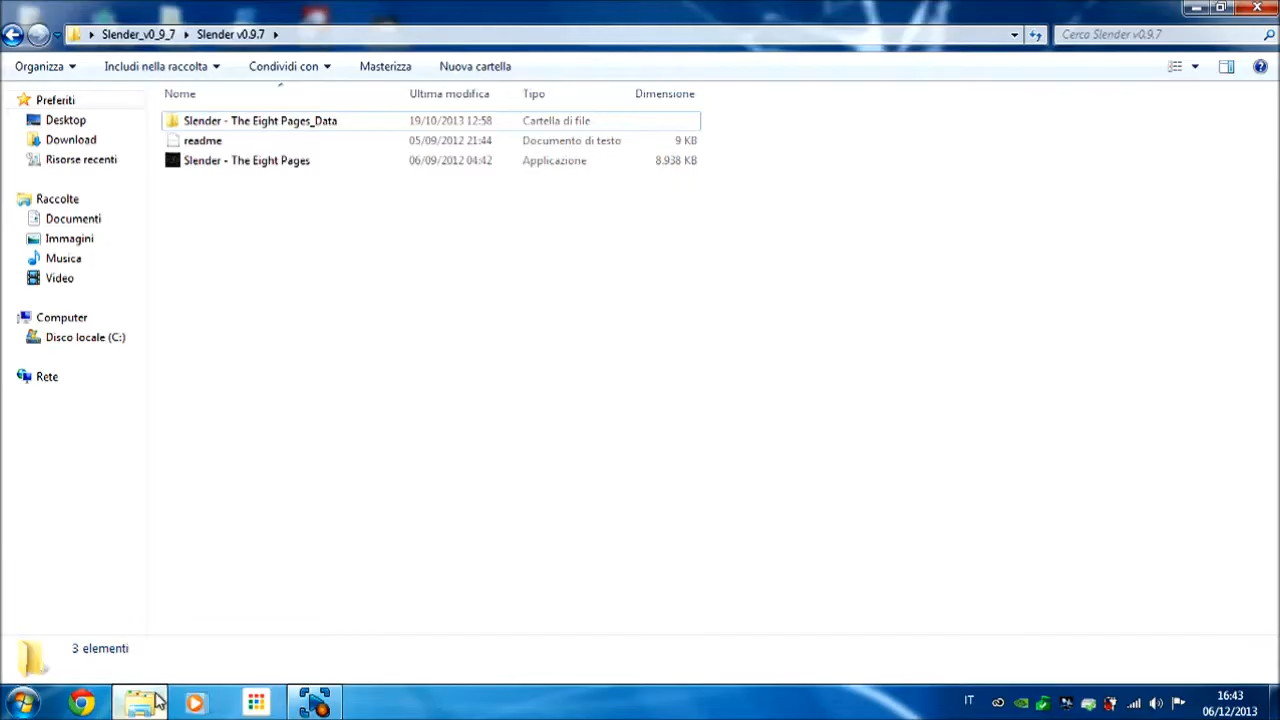 Slender_v0_9_7 Slender v0.9.7 Cerco Slender v0.9.7
Organizza Includi nella raccolta Condividi con Masterizza Nuova cartella
Nome Ultima modifica Tipo Dimensione
Slender - The Eight Pages_Data 19/10/2013 12:58 Cartella di file
readme 05/09/2012 21:44 Documento di testo 9 KB
Slender - The Eight Pages 06/09/2012 04:42 Applicazione 8.938 KB
Preferiti
Desktop
Download
Risorse recenti
Raccolte
Documenti
Immagini
Musica
Video
Computer
Disco locale (C:)
Rete
3 elementi
IT
16:43
06/12/2013